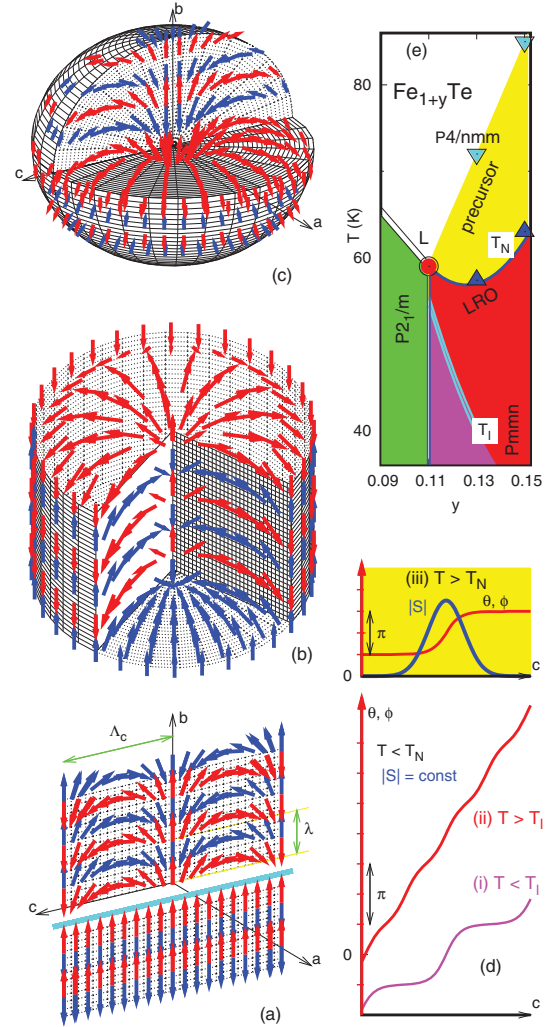 b
c
a
(c)
(e)
80
Fe1+yTe
P4/nmm
precursor
T (K)
L
TN
60
LRO
P21/m
TI
Pmmn
40
0.09 0.11 0.13 0.15
y
(b)
(iii) T > TN
|S|
θ, ϕ
π
0
c
Λc
b
λ
c
a
(a)
θ, ϕ
T < TN
|S| = const
(ii) T > TI
π
(i) T < TI
0
(d)
c